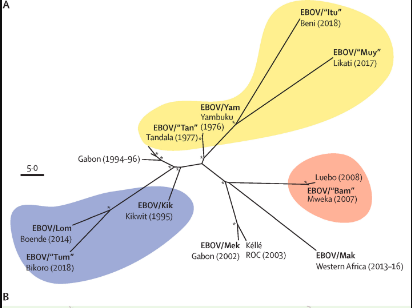 A
EBOV/"Itu"
Beni (2018)
EBOV/"Muy"
Likati (2017)
EBOV/Yam
Yambuku
(1976)
EBOV/"Tan"
Tandala (1977)
Gabon (1994–96)
5·0
Luebo (2008)
EBOV/"Bam"
Mweka (2007)
EBOV/Kik
Kikwit (1995)
EBOV/Lom
Boende (2014)
EBOV/"Tum"
Bikoro (2018)
EBOV/Mek
Gabon (2002)
Kéllé
ROC (2003)
EBOV/Mak
Western Africa (2013–16)
B